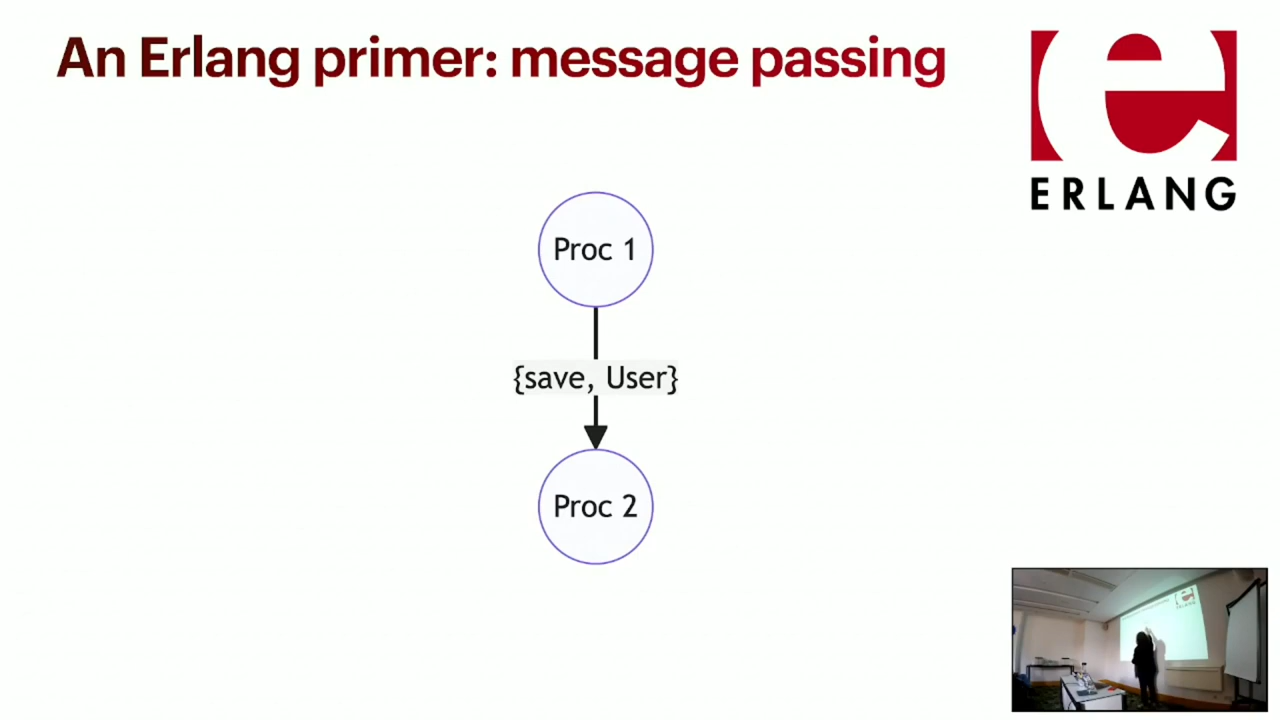 An Erlang primer: message passing
ERLANG
Proc 1
{save, User}
Proc 2